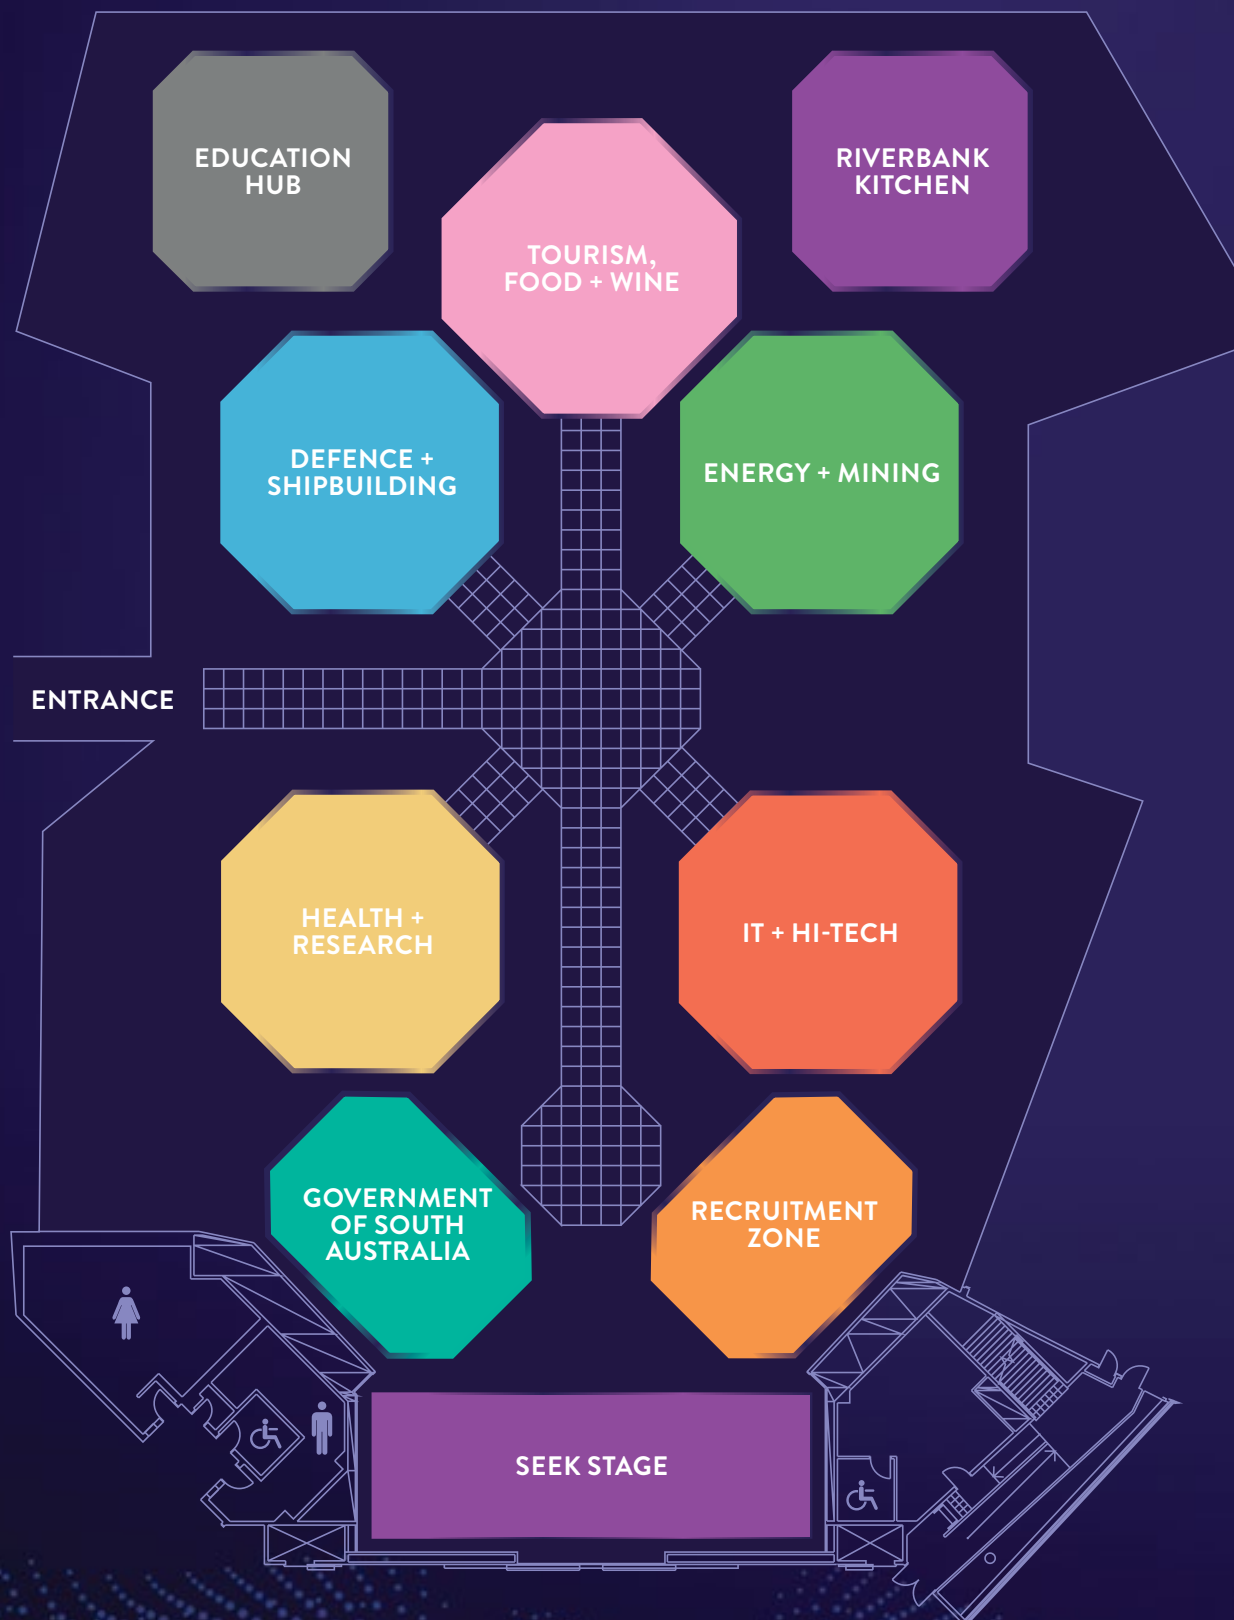 EDUCATION
HUB
RIVERBANK
KITCHEN
TOURISM,
FOOD + WINE
DEFENCE +
SHIPBUILDING
ENERGY + MINING
ENTRANCE
HEALTH +
RESEARCH
IT + HI-TECH
GOVERNMENT
OF SOUTH
AUSTRALIA
RECRUITMENT
ZONE
SEEK STAGE